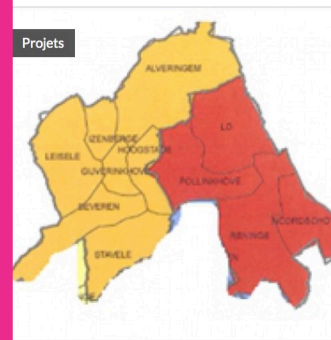 Projets
ALVERINGEM
LO
IZENBERGE
HOOGSTADE
LEISELE
GIJVERINKHOVE
POLLINKHOVE
BEVEREN
NOORDSCHO
RENINGE
STAVELE